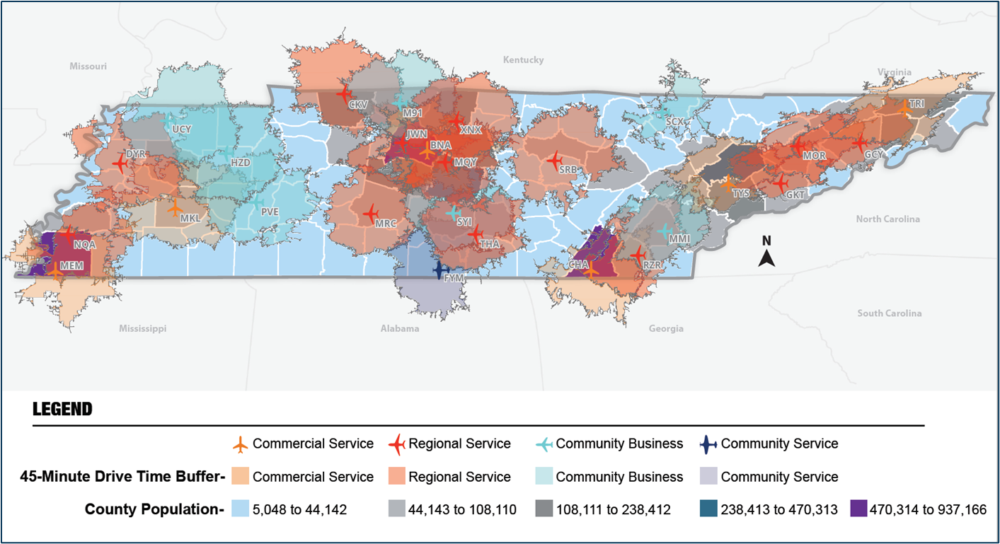 Missouri
Kentucky
Virginia
CKV
M91
TRI
UCY
JWN
XNX
SCX
DYR
BNA
MOR
GCY
HZD
MQY
SRB
TYS
GKT
MKL
PVE
MRC
SYI
North Carolina
NQA
THA
MMI
N
MEM
CHA
RZR
FYM
Mississippi
Alabama
Georgia
South Carolina
LEGEND
Commercial Service Regional Service Community Business Community Service
45-Minute Drive Time Buffer- Commercial Service Regional Service Community Business Community Service
County Population- 5,048 to 44,142 44,143 to 108,110 108,111 to 238,412 238,413 to 470,313 470,314 to 937,166